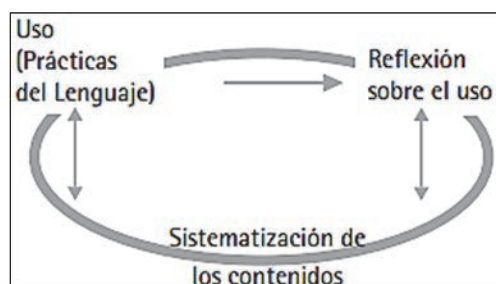 Uso
(Prácticas
del Lenguaje)
Reflexión
sobre el uso
Sistematización de
los contenidos